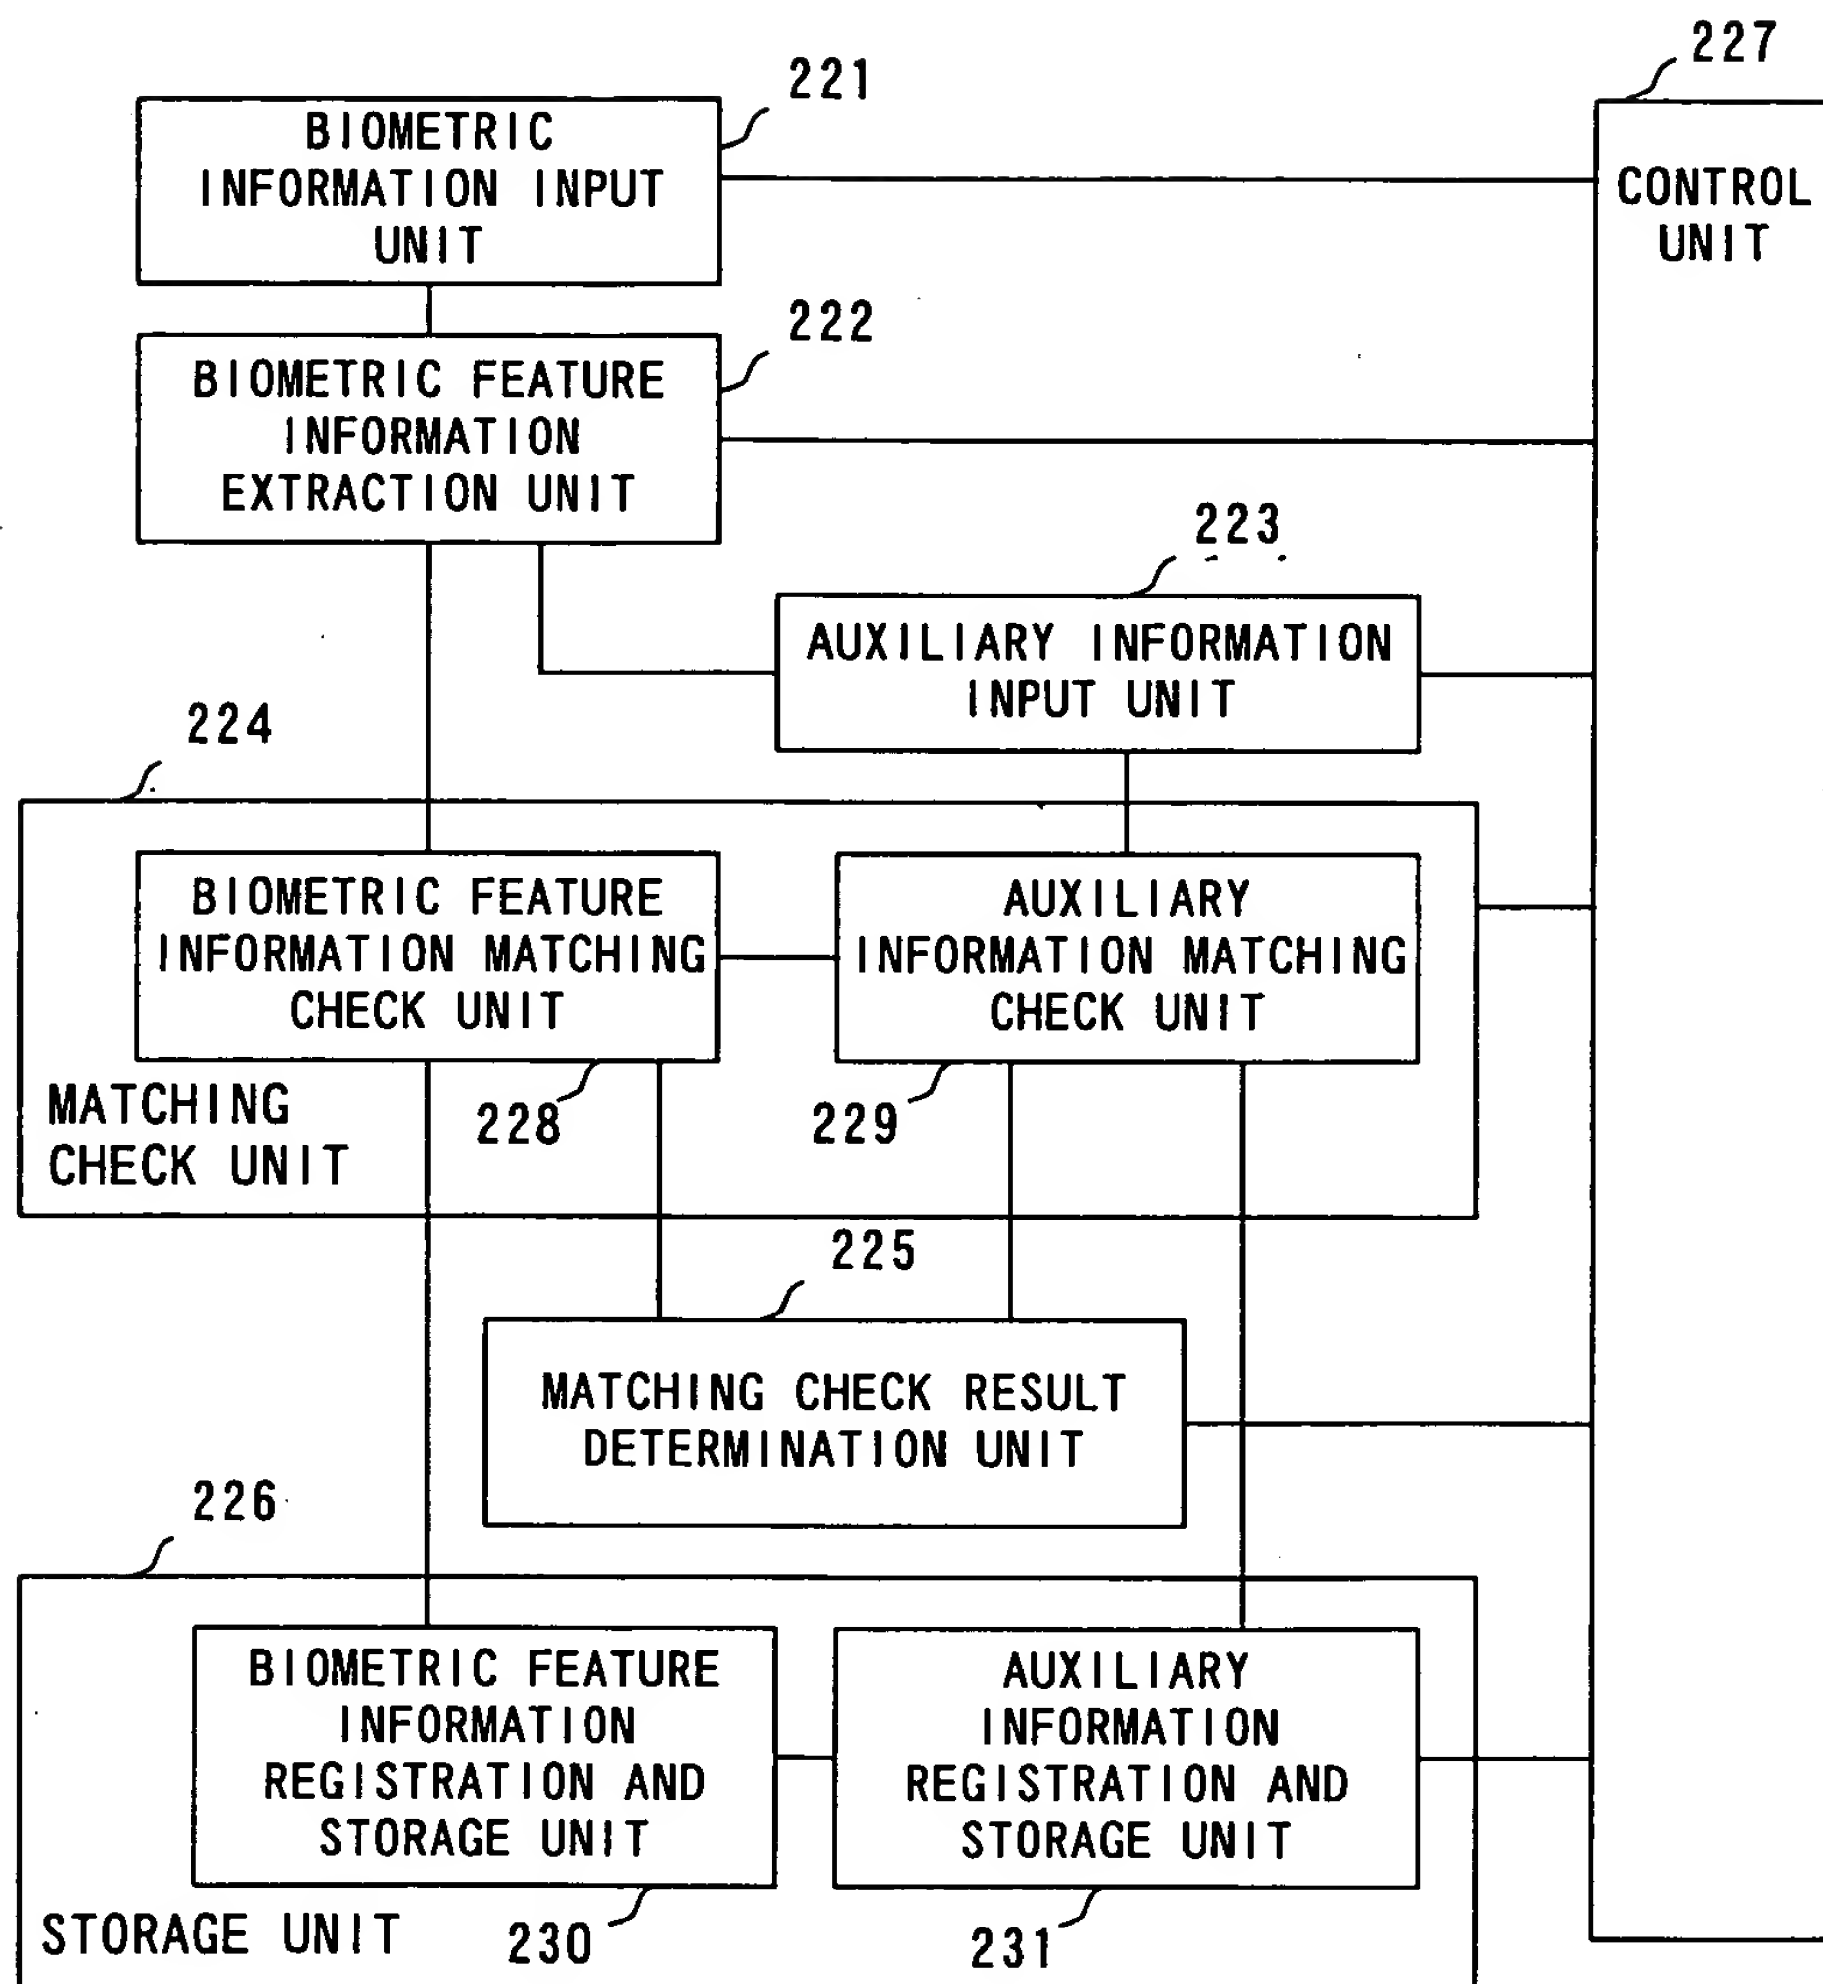 227
221
BIOMETRIC
INFORMATION INPUT
UNIT
CONTROL
UNIT
222
BIOMETRIC FEATURE
INFORMATION
EXTRACTION UNIT
223
AUXILIARY INFORMATION
INPUT UNIT
224
BIOMETRIC FEATURE
INFORMATION MATCHING
CHECK UNIT
AUXILIARY
INFORMATION MATCHING
CHECK UNIT
228
229
MATCHING
CHECK UNIT
225
MATCHING CHECK RESULT
DETERMINATION UNIT
226
BIOMETRIC FEATURE
INFORMATION
REGISTRATION AND
STORAGE UNIT
AUXILIARY
INFORMATION
REGISTRATION AND
STORAGE UNIT
STORAGE UNIT
230
231